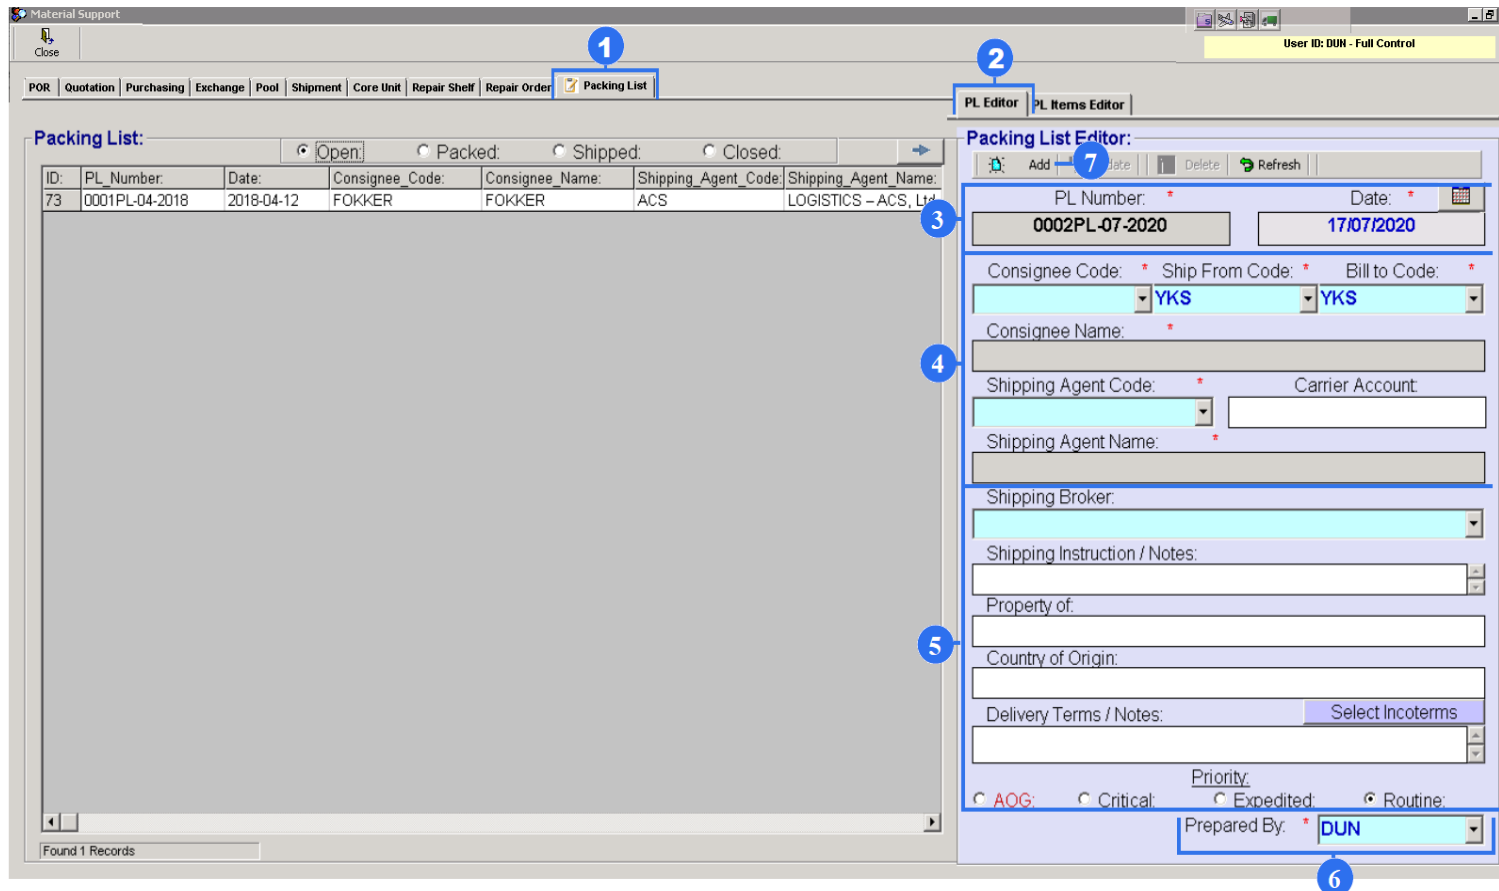 Material Support
Close
User ID: DUN - Full Control
1
2
POR Quotation Purchasing Exchange Pool Shipment Core Unit Repair Shelf Repair Order Packing List
PL Editor PL Items Editor
Packing List:
Open: Packed: Shipped: Closed:
ID: PL_Number: Date: Consignee_Code: Consignee_Name: Shipping_Agent_Code: Shipping_Agent_Name:
73 0001PL-04-2018 2018-04-12 FOKKER FOKKER ACS LOGISTICS – ACS, Ltd
Found 1 Records
Packing List Editor:
Add 7 Delete Refresh
PL Number: * Date: *
3
0002PL-07-2020 17/07/2020
Consignee Code: * Ship From Code: * Bill to Code: *
YKS YKS
Consignee Name: *
4
Shipping Agent Code: * Carrier Account:
Shipping Agent Name: *
Shipping Broker:
Shipping Instruction / Notes:
Property of:
5
Country of Origin:
Delivery Terms / Notes: Select Incoterms
Priority:
AOG: Critical: Expedited: Routine:
Prepared By: * DUN
6